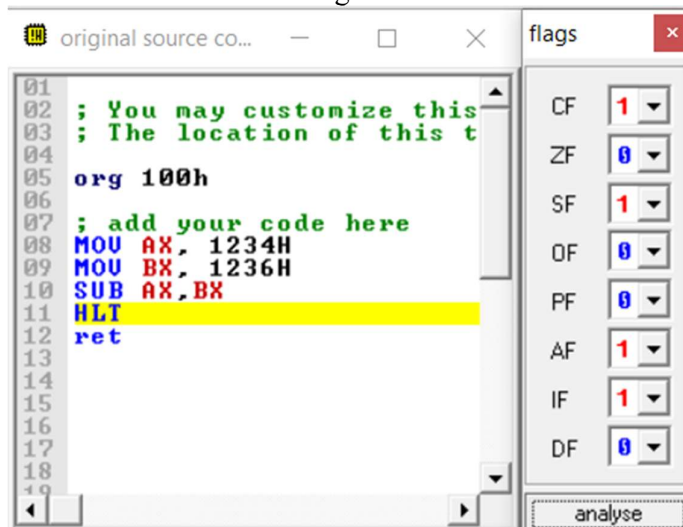 original source co...
01
02 ; You may customize this
03 ; The location of this t
04
05 org 100h
06
07 ; add your code here
08 MOV AX, 1234H
09 MOV BX, 1236H
10 SUB AX,BX
11 HLT
12 ret
13
14
15
16
17
18
19
flags
CF 1
ZF 0
SF 1
OF 0
PF 0
AF 1
IF 1
DF 0
analyse